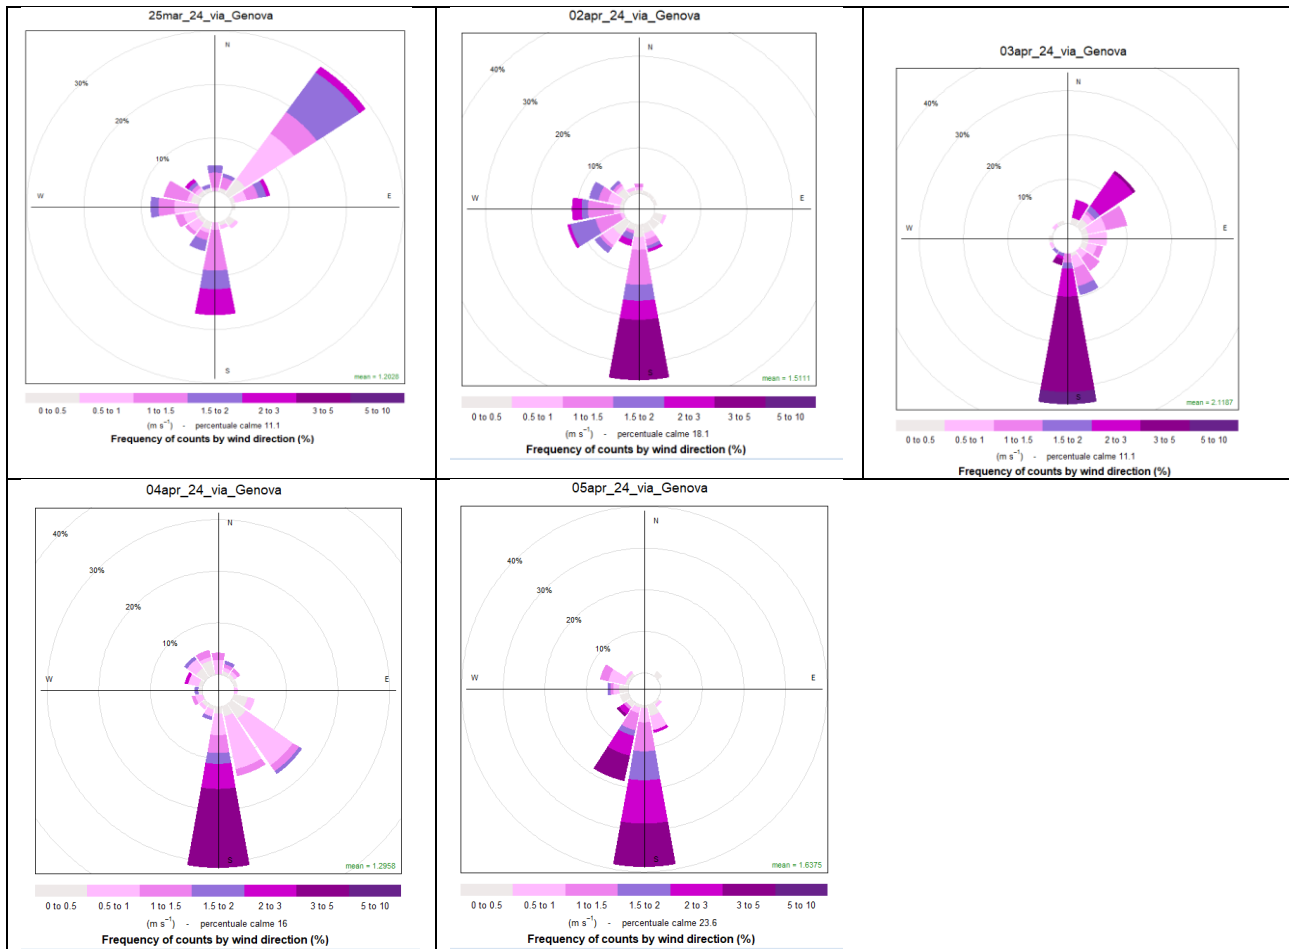 25mar_24_via_Genova
N
30%
20%
10%
W
E
S
mean = 1.2028
0 to 0.5 0.5 to 1 1 to 1.5 1.5 to 2 2 to 3 3 to 5 5 to 10
(m s⁻¹) - percentuale calme 11.1
Frequency of counts by wind direction (%)
02apr_24_via_Genova
N
40%
30%
20%
10%
W
E
S
mean = 1.5111
0 to 0.5 0.5 to 1 1 to 1.5 1.5 to 2 2 to 3 3 to 5 5 to 10
(m s⁻¹) - percentuale calme 18.1
Frequency of counts by wind direction (%)
03apr_24_via_Genova
N
40%
30%
20%
10%
W
E
S
mean = 2.1187
0 to 0.5 0.5 to 1 1 to 1.5 1.5 to 2 2 to 3 3 to 5 5 to 10
(m s⁻¹) - percentuale calme 11.1
Frequency of counts by wind direction (%)
04apr_24_via_Genova
N
40%
30%
20%
10%
W
E
S
mean = 1.2958
0 to 0.5 0.5 to 1 1 to 1.5 1.5 to 2 2 to 3 3 to 5 5 to 10
(m s⁻¹) - percentuale calme 16
Frequency of counts by wind direction (%)
05apr_24_via_Genova
N
40%
30%
20%
10%
W
E
S
mean = 1.6375
0 to 0.5 0.5 to 1 1 to 1.5 1.5 to 2 2 to 3 3 to 5 5 to 10
(m s⁻¹) - percentuale calme 23.6
Frequency of counts by wind direction (%)